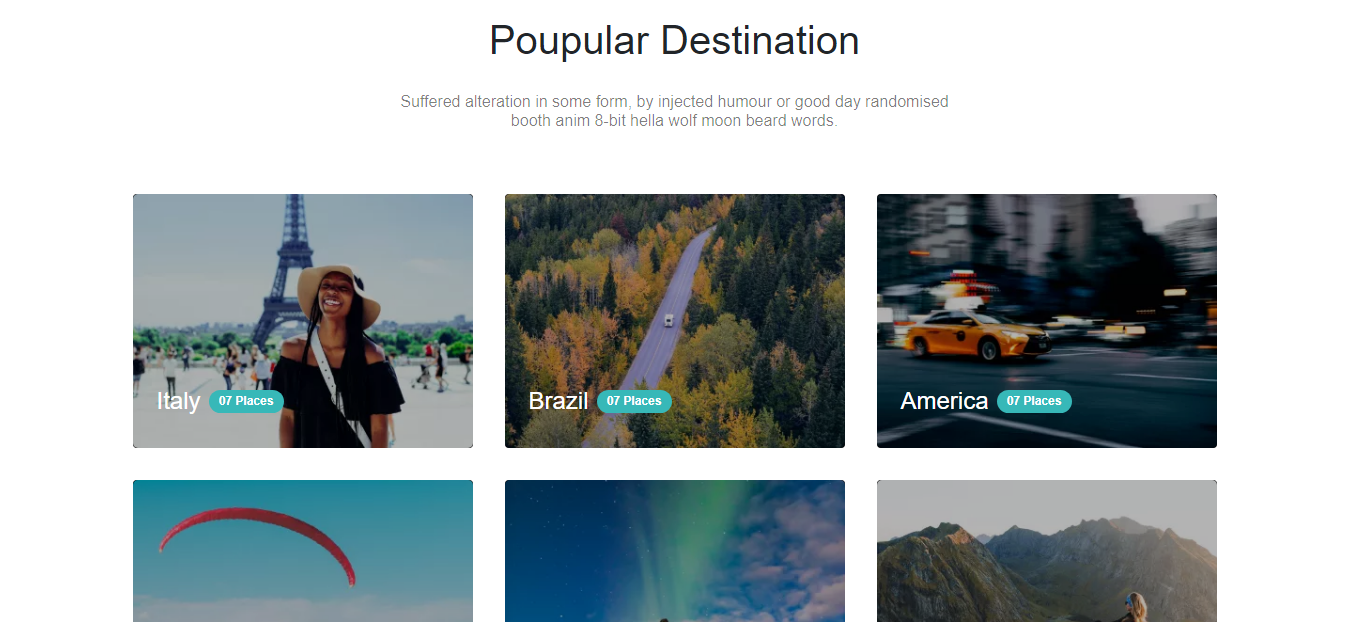 Poupular Destination
Suffered alteration in some form, by injected humour or good day randomised
booth anim 8-bit hella wolf moon beard words.
Italy 07 Places
Brazil 07 Places
America 07 Places